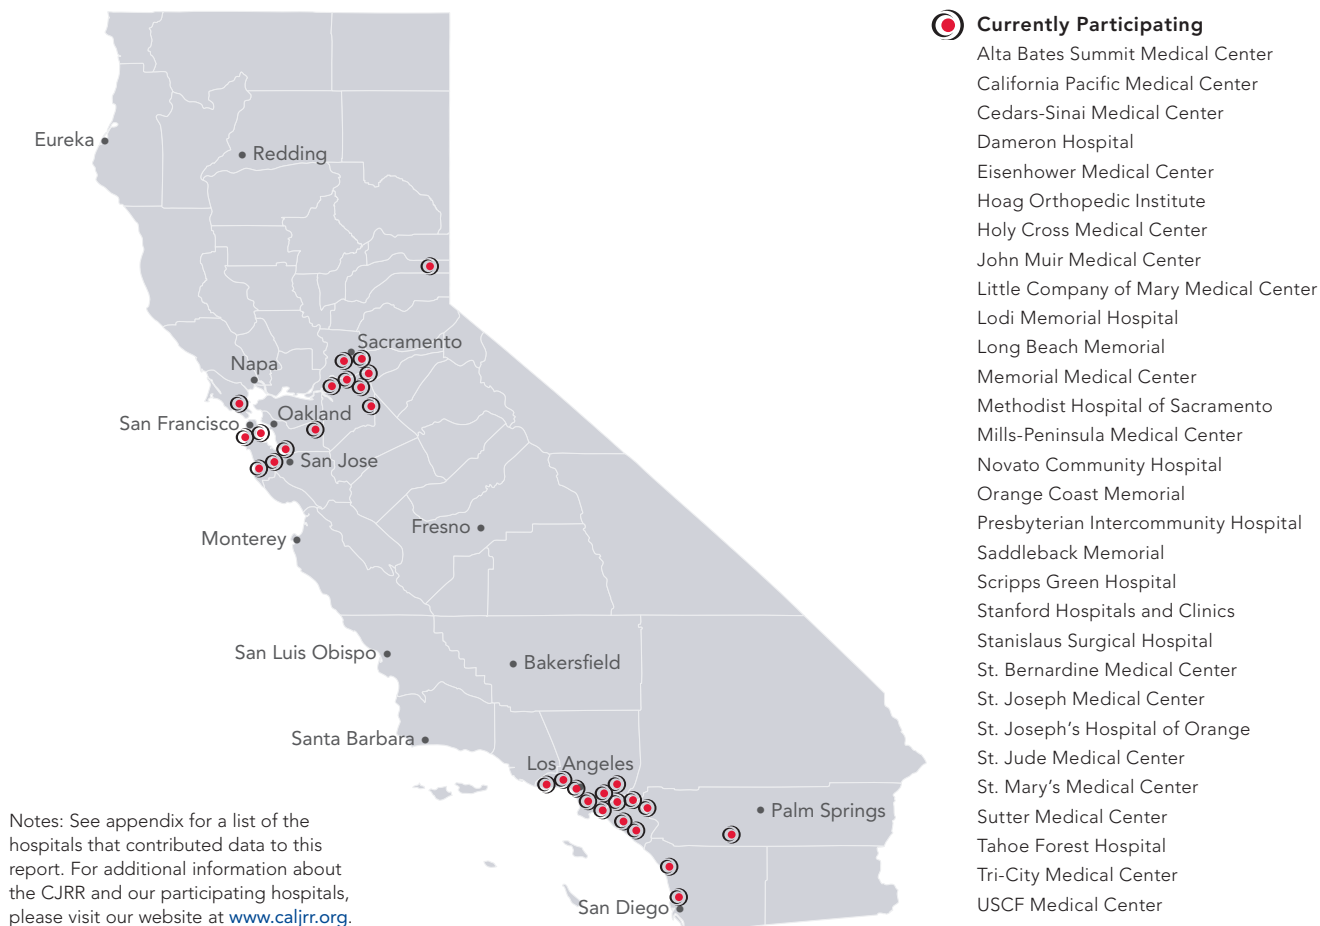 Eureka
Redding
Sacramento
Napa
Oakland
San Francisco
San Jose
Fresno
Monterey
San Luis Obispo
Bakersfield
Santa Barbara
Los Angeles
Palm Springs
San Diego
Notes: See appendix for a list of the
hospitals that contributed data to this
report. For additional information about
the CJRR and our participating hospitals,
please visit our website at www.caljrr.org.
Currently Participating
Alta Bates Summit Medical Center
California Pacific Medical Center
Cedars-Sinai Medical Center
Dameron Hospital
Eisenhower Medical Center
Hoag Orthopedic Institute
Holy Cross Medical Center
John Muir Medical Center
Little Company of Mary Medical Center
Lodi Memorial Hospital
Long Beach Memorial
Memorial Medical Center
Methodist Hospital of Sacramento
Mills-Peninsula Medical Center
Novato Community Hospital
Orange Coast Memorial
Presbyterian Intercommunity Hospital
Saddleback Memorial
Scripps Green Hospital
Stanford Hospitals and Clinics
Stanislaus Surgical Hospital
St. Bernardine Medical Center
St. Joseph Medical Center
St. Joseph's Hospital of Orange
St. Jude Medical Center
St. Mary's Medical Center
Sutter Medical Center
Tahoe Forest Hospital
Tri-City Medical Center
USCF Medical Center